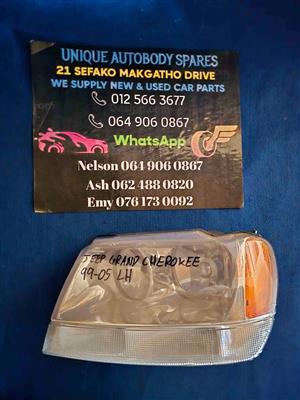 UNIQUE AUTOBODY SPARES
21 SEFAKO MAKGATHO DRIVE
WE SUPPLY NEW & USED CAR PARTS
012 566 3677
064 906 0867
WhatsApp
Nelson 064 906 0867
Ash 062 488 0820
Emy 076 173 0092
JEEP GRAND CHEROKEE
99-05 LH